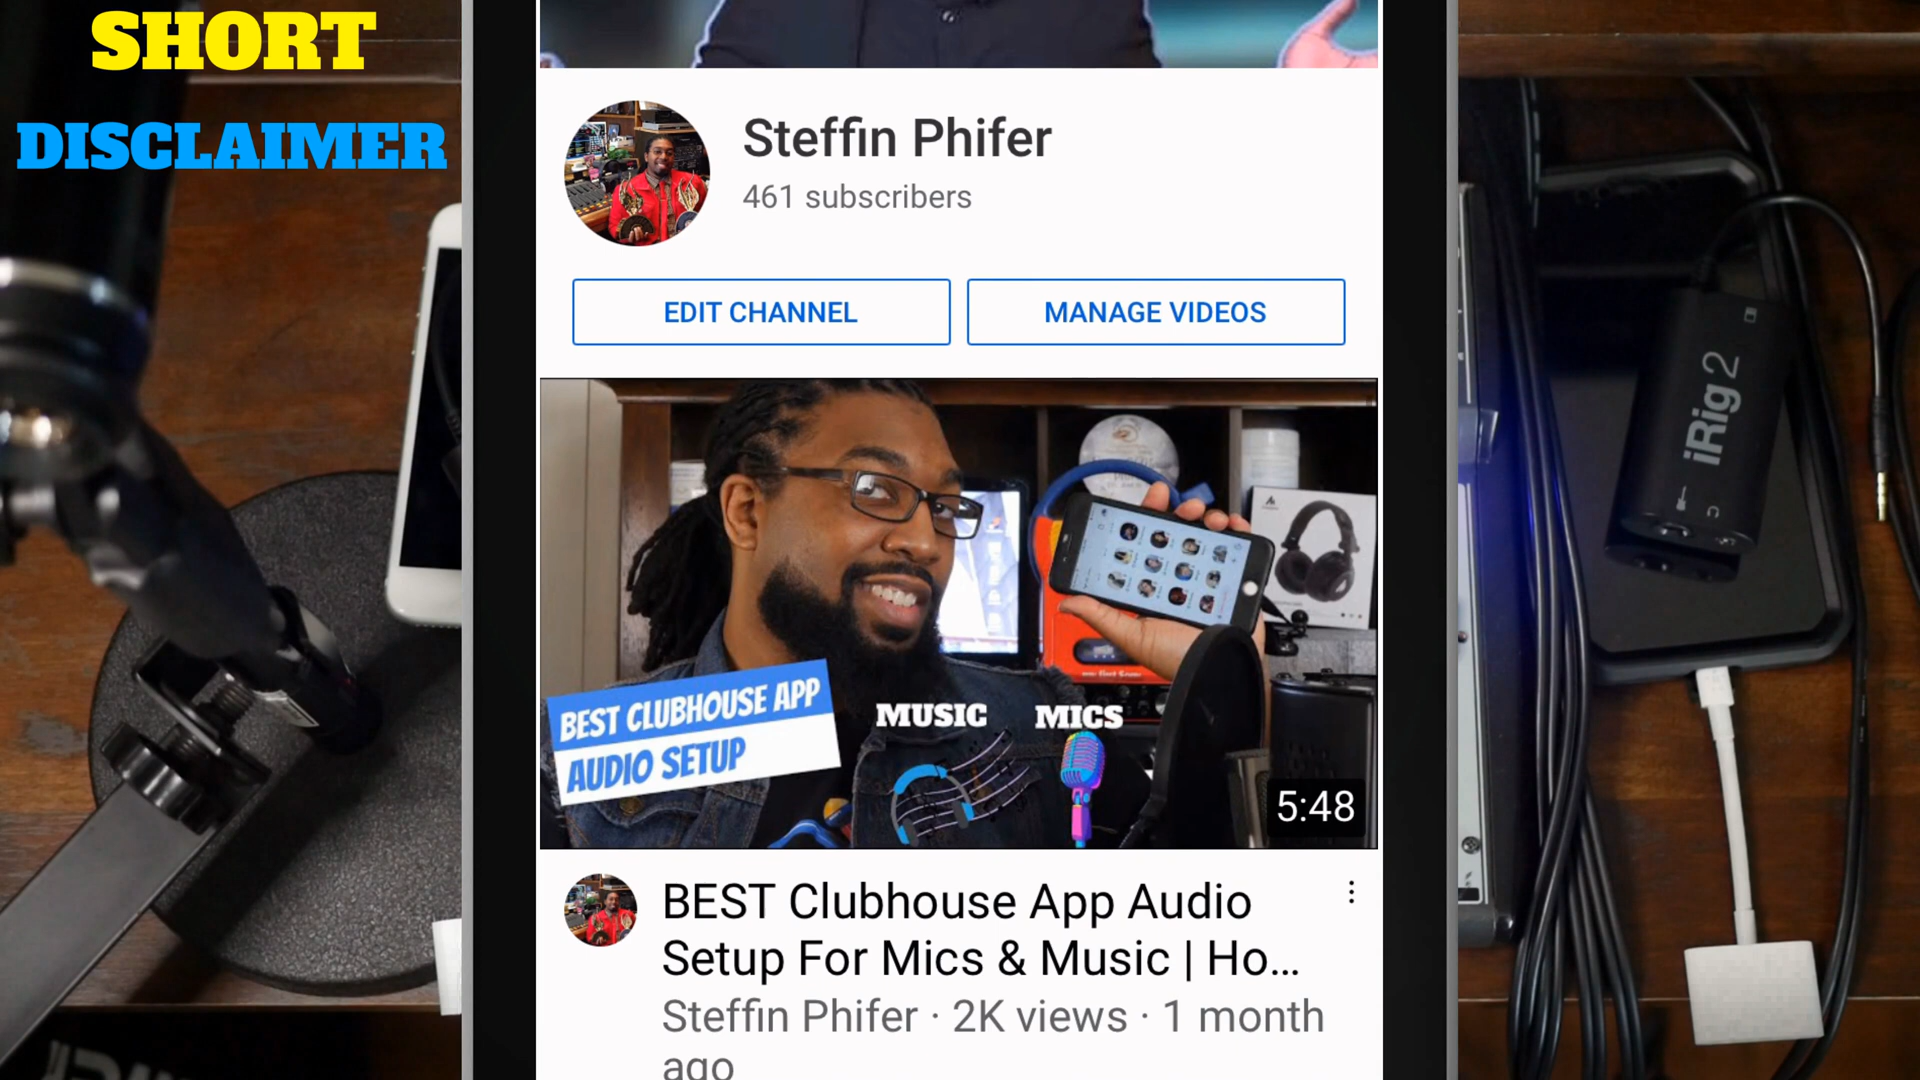 SHORT
DISCLAIMER
Steffin Phifer
461 subscribers
EDIT CHANNEL
MANAGE VIDEOS
BEST CLUBHOUSE APP
AUDIO SETUP
MUSIC
MICS
5:48
BEST Clubhouse App Audio
Setup For Mics & Music | Ho...
Steffin Phifer · 2K views · 1 month
ago
iRig 2